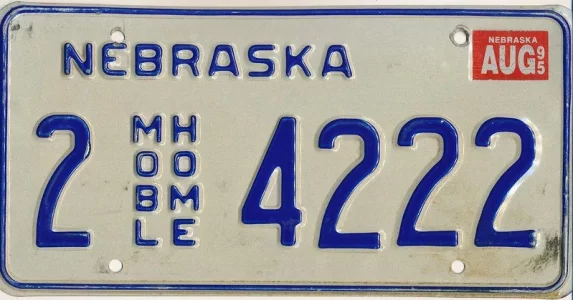 NEBRASKA
NEBRASKA
AUG 95
2 MOBL HOME 4222